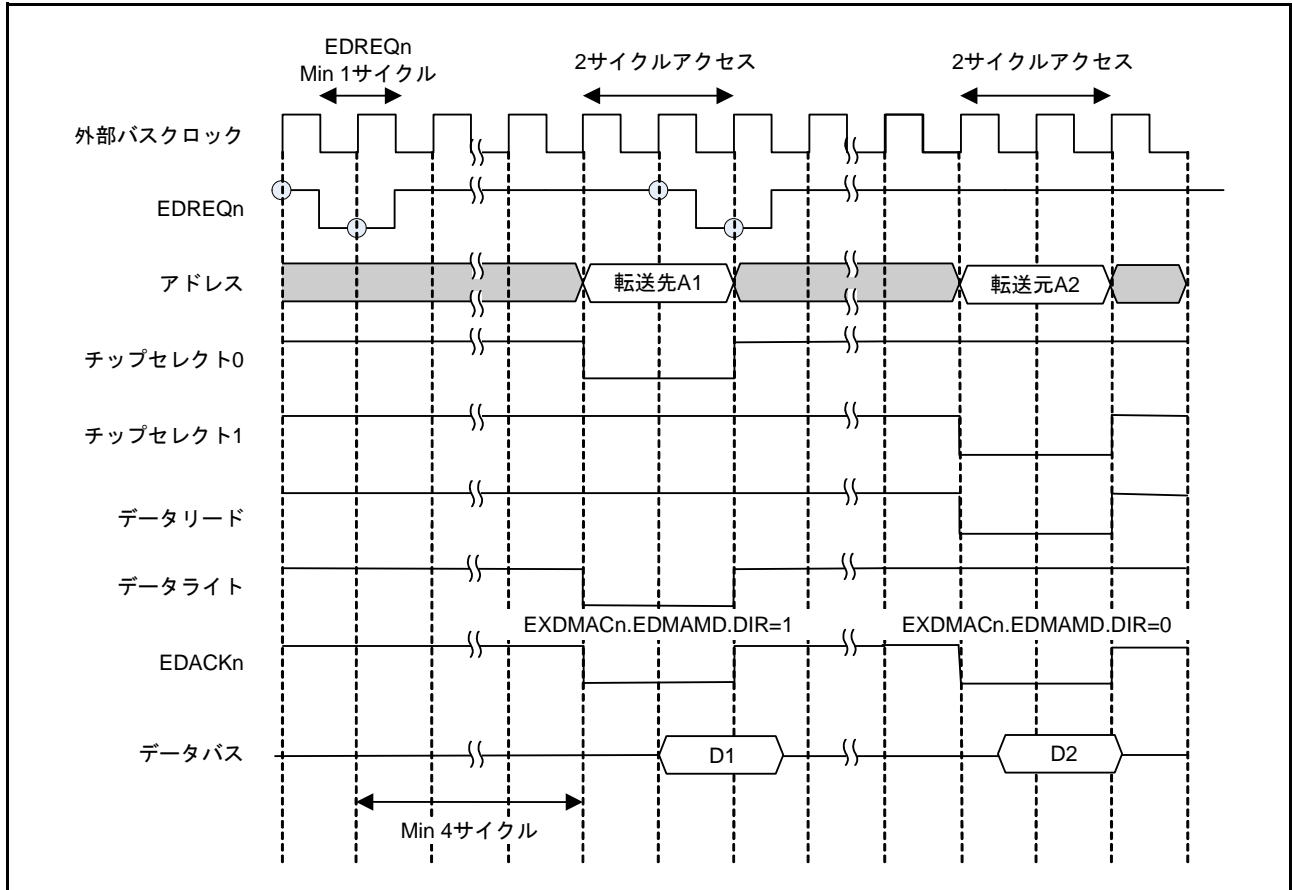 EDREQn
Min 1サイクル
2サイクルアクセス
2サイクルアクセス
外部バスクロック
EDREQn
アドレス
転送先A1
転送元A2
チップセレクト0
チップセレクト1
データリード
データライト
EXDMACn.EDMAMD.DIR=1
EXDMACn.EDMAMD.DIR=0
EDACKn
データバス
D1
D2
Min 4サイクル